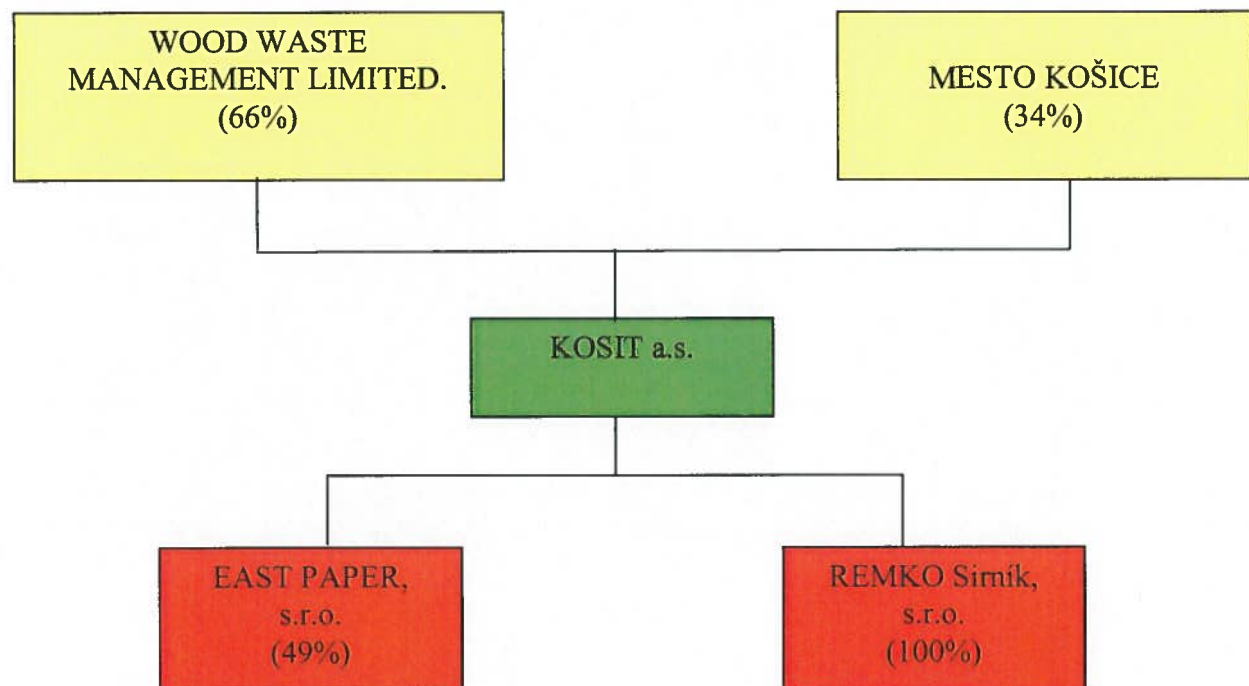 WOOD WASTE
MANAGEMENT LIMITED.
(66%)
MESTO KOŠICE
(34%)
KOSIT a.s.
EAST PAPER,
s.r.o.
(49%)
REMKO Sirník,
s.r.o.
(100%)